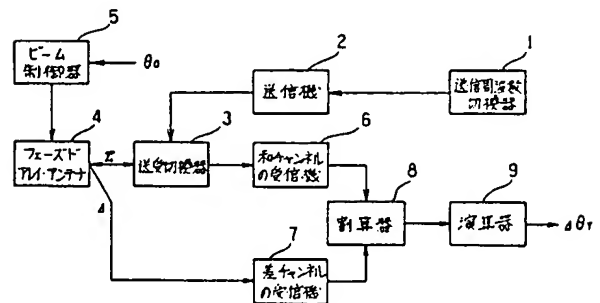 5
ビーム
制御器
θ₀
2
送信機
1
送信周波数
切換器
4
フェーズド
アレイ・アンテナ
Σ
3
送受切換器
6
和チャンネル
の受信機
8
割算器
9
演算器
Δθ_T
Δ
7
差チャンネル
の受信機